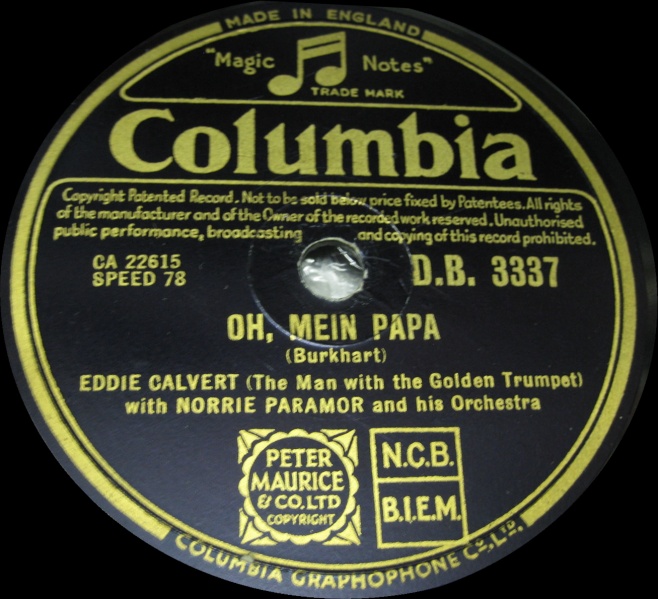 MADE IN ENGLAND
"Magic Notes"
TRADE MARK
Columbia
Copyright Patented Record. Not to be sold below price fixed by Patentees. All rights
of the manufacturer and of the Owner of the recorded work reserved. Unauthorised
public performance, broadcasting and copying of this record prohibited.
CA 22615
SPEED 78
D.B. 3337
OH, MEIN PAPA
(Burkhart)
EDDIE CALVERT (The Man with the Golden Trumpet)
with NORRIE PARAMOR and his Orchestra
PETER
MAURICE
& CO. LTD
COPYRIGHT
N.C.B.
B.I.E.M.
COLUMBIA GRAPHOPHONE Co. LTD.